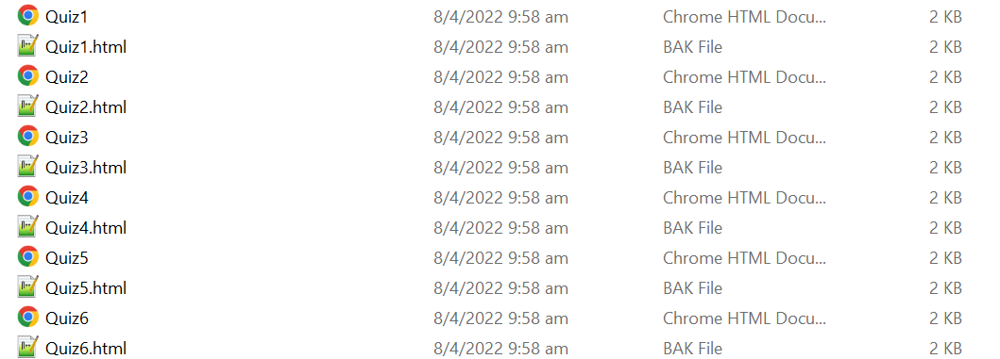 Quiz1 8/4/2022 9:58 am Chrome HTML Docu... 2 KB
Quiz1.html 8/4/2022 9:58 am BAK File 2 KB
Quiz2 8/4/2022 9:58 am Chrome HTML Docu... 2 KB
Quiz2.html 8/4/2022 9:58 am BAK File 2 KB
Quiz3 8/4/2022 9:58 am Chrome HTML Docu... 2 KB
Quiz3.html 8/4/2022 9:58 am BAK File 2 KB
Quiz4 8/4/2022 9:58 am Chrome HTML Docu... 2 KB
Quiz4.html 8/4/2022 9:58 am BAK File 2 KB
Quiz5 8/4/2022 9:58 am Chrome HTML Docu... 2 KB
Quiz5.html 8/4/2022 9:58 am BAK File 2 KB
Quiz6 8/4/2022 9:58 am Chrome HTML Docu... 2 KB
Quiz6.html 8/4/2022 9:58 am BAK File 2 KB